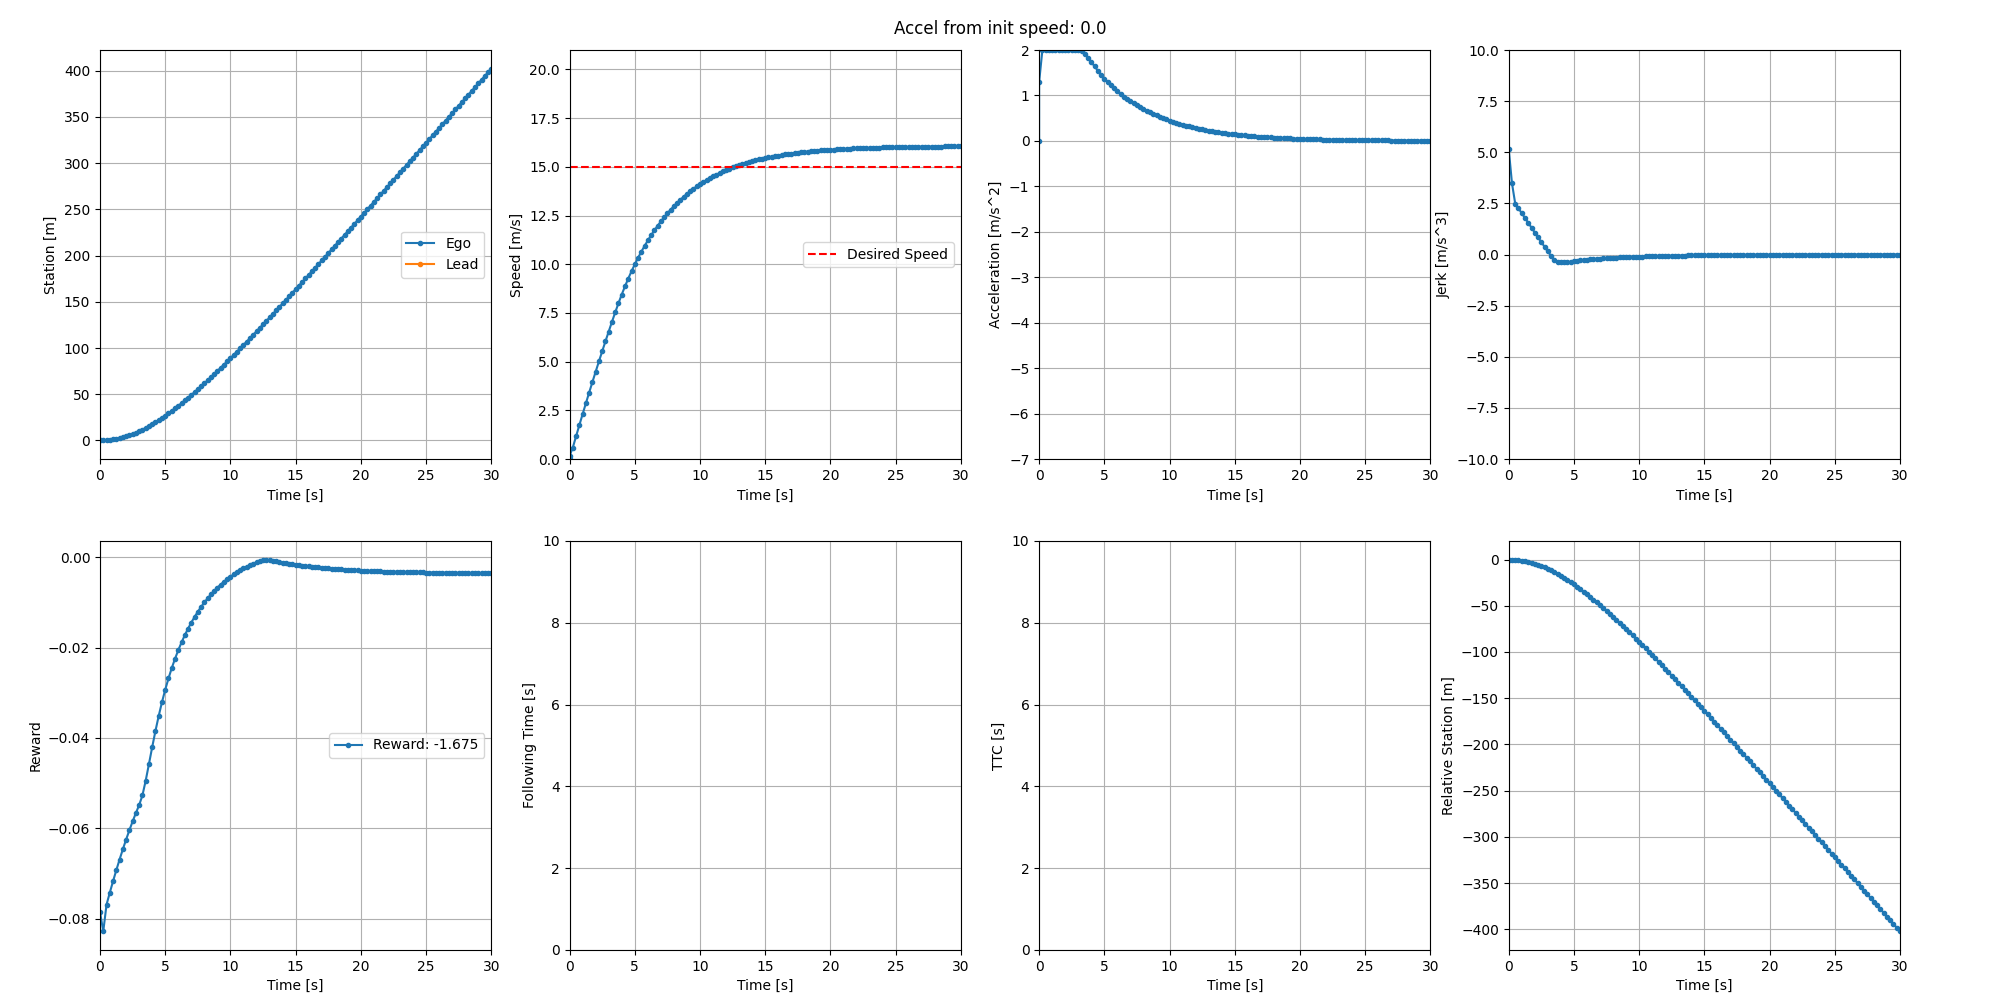 Accel from init speed: 0.0
Station [m]
400
350
300
250
200
150
100
50
0
0 5 10 15 20 25 30
Time [s]
Ego
Lead
Speed [m/s]
20.0
17.5
15.0
12.5
10.0
7.5
5.0
2.5
0.0
0 5 10 15 20 25 30
Time [s]
Desired Speed
Acceleration [m/s^2]
2
1
0
−1
−2
−3
−4
−5
−6
−7
0 5 10 15 20 25 30
Time [s]
Jerk [m/s^3]
10.0
7.5
5.0
2.5
0.0
−2.5
−5.0
−7.5
−10.0
0 5 10 15 20 25 30
Time [s]
Reward
0.00
−0.02
−0.04
−0.06
−0.08
0 5 10 15 20 25 30
Time [s]
Reward: -1.675
Following Time [s]
10
8
6
4
2
0
0 5 10 15 20 25 30
Time [s]
TTC [s]
10
8
6
4
2
0
0 5 10 15 20 25 30
Time [s]
Relative Station [m]
0
−50
−100
−150
−200
−250
−300
−350
−400
0 5 10 15 20 25 30
Time [s]